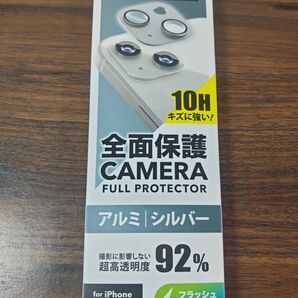 10H
キズに強い!
全面保護
CAMERA
FULL PROTECTOR
アルミ|シルバー
撮影に影響しない
超高透明度
92%
for iPhone
フラッシュ